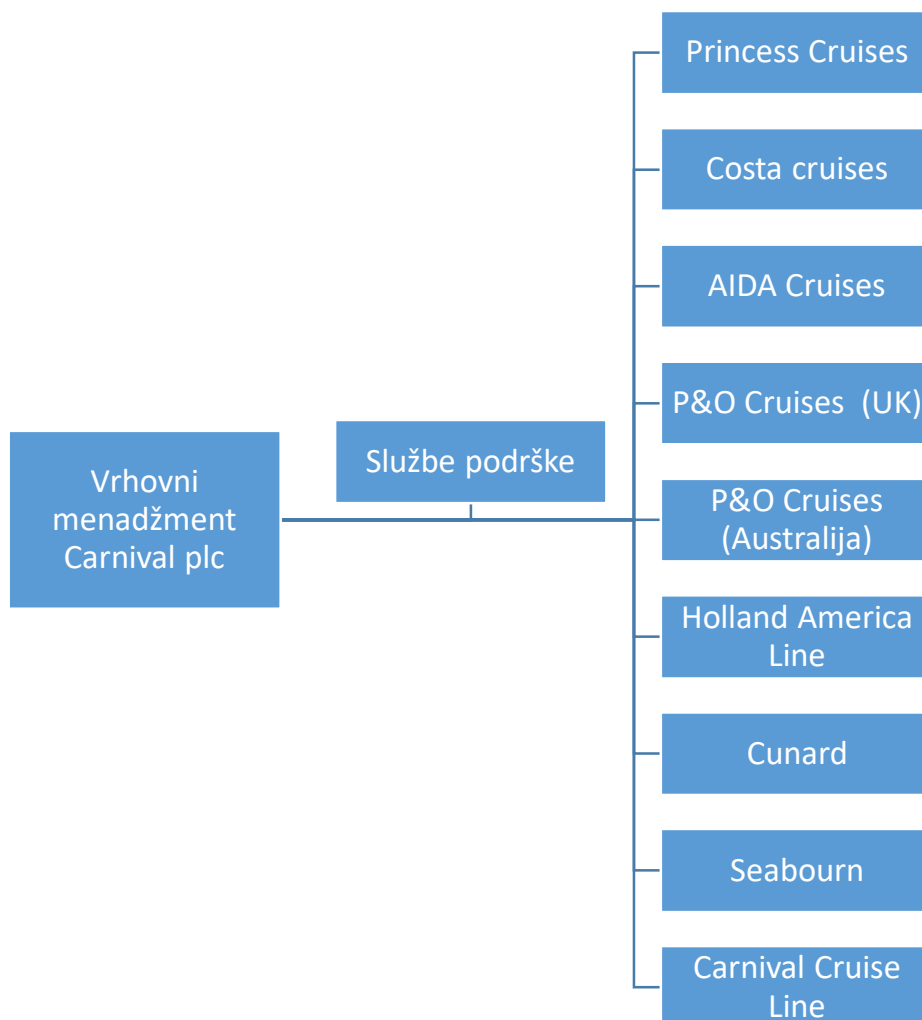 Princess Cruises
Costa cruises
AIDA Cruises
P&O Cruises  (UK)
Vrhovni
menadžment
Carnival plc
Službe podrške
P&O Cruises
(Australija)
Holland America
Line
Cunard
Seabourn
Carnival Cruise
Line